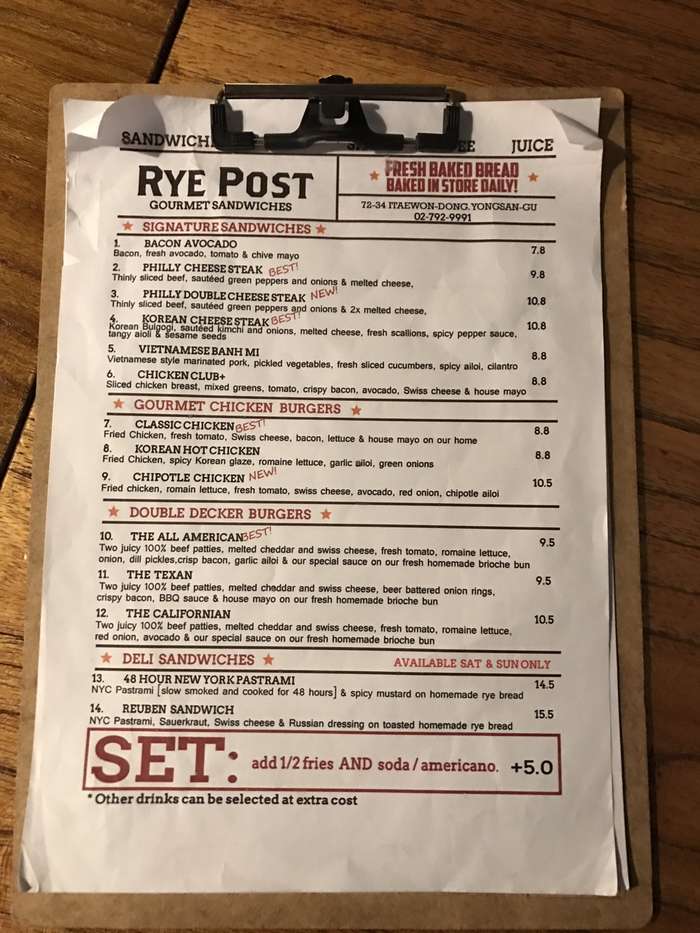 JUICE
RYE POST
GOURMET SANDWICHES
FRESH BAKED BREAD
BAKED IN STORE DAILY!
72-34 ITAEWON-DONG, YONGSAN-GU
02-792-9991
SIGNATURE SANDWICHES
1. BACON AVOCADO 7.8
Bacon, fresh avocado, tomato & chive mayo
2. PHILLY CHEESE STEAK BEST! 9.8
Thinly sliced beef, sautéed green peppers and onions & melted cheese,
3. PHILLY DOUBLE CHEESE STEAK NEW! 10.8
Thinly sliced beef, sautéed green peppers and onions & 2x melted cheese,
4. KOREAN CHEESE STEAK BEST! 10.8
Korean Bulgogi, sautéed kimchi and onions, melted cheese, fresh scallions, spicy pepper sauce,
tangy aioli & sesame seeds
5. VIETNAMESE BANH MI 8.8
Vietnamese style marinated pork, pickled vegetables, fresh sliced cucumbers, spicy ailoi, cilantro
6. CHICKEN CLUB+ 8.8
Sliced chicken breast, mixed greens, tomato, crispy bacon, avocado, Swiss cheese & house mayo
GOURMET CHICKEN BURGERS
7. CLASSIC CHICKEN BEST! 8.8
Fried Chicken, fresh tomato, Swiss cheese, bacon, lettuce & house mayo on our home
8. KOREAN HOT CHICKEN 8.8
Fried Chicken, spicy Korean glaze, romaine lettuce, garlic ailoi, green onions
9. CHIPOTLE CHICKEN NEW! 10.5
Fried chicken, romain lettuce, fresh tomato, swiss cheese, avocado, red onion, chipotle ailoi
DOUBLE DECKER BURGERS
10. THE ALL AMERICAN BEST! 9.5
Two juicy 100% beef patties, melted cheddar and swiss cheese, fresh tomato, romaine lettuce,
onion, dill pickles,crisp bacon, garlic ailoi & our special sauce on our fresh homemade brioche bun
11. THE TEXAN 9.5
Two juicy 100% beef patties, melted cheddar and swiss cheese, beer battered onion rings,
crispy bacon, BBQ sauce & house mayo on our fresh homemade brioche bun
12. THE CALIFORNIAN 10.5
Two juicy 100% beef patties, melted cheddar and swiss cheese, fresh tomato, romaine lettuce,
red onion, avocado & our special sauce on our fresh homemade brioche bun
DELI SANDWICHES AVAILABLE SAT & SUN ONLY
13. 48 HOUR NEW YORK PASTRAMI 14.5
NYC Pastrami [slow smoked and cooked for 48 hours] & spicy mustard on homemade rye bread
14. REUBEN SANDWICH 15.5
NYC Pastrami, Sauerkraut, Swiss cheese & Russian dressing on toasted homemade rye bread
SET: add 1/2 fries AND soda / americano. +5.0
* Other drinks can be selected at extra cost